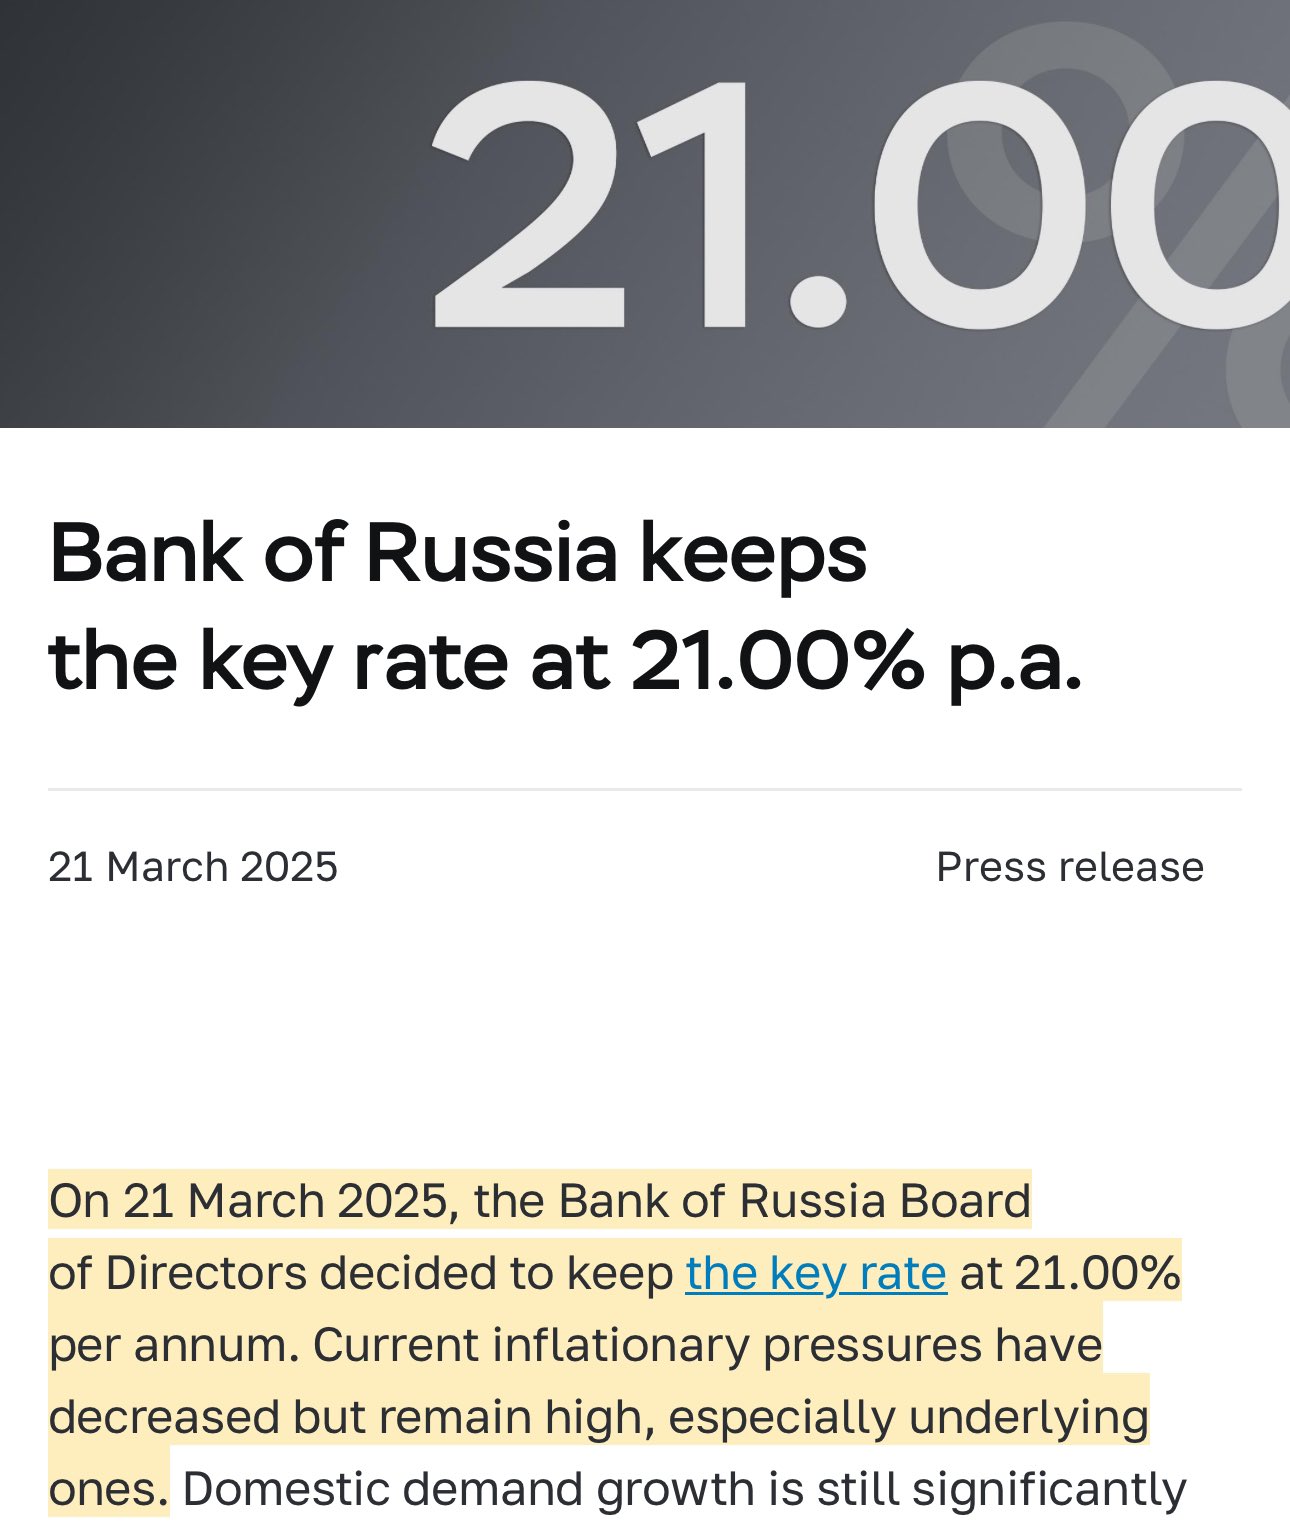 21.00
%
Bank of Russia keeps
the key rate at 21.00% p.a.
21 March 2025
Press release
On 21 March 2025, the Bank of Russia Board
of Directors decided to keep the key rate at 21.00%
per annum. Current inflationary pressures have
decreased but remain high, especially underlying
ones. Domestic demand growth is still significantly